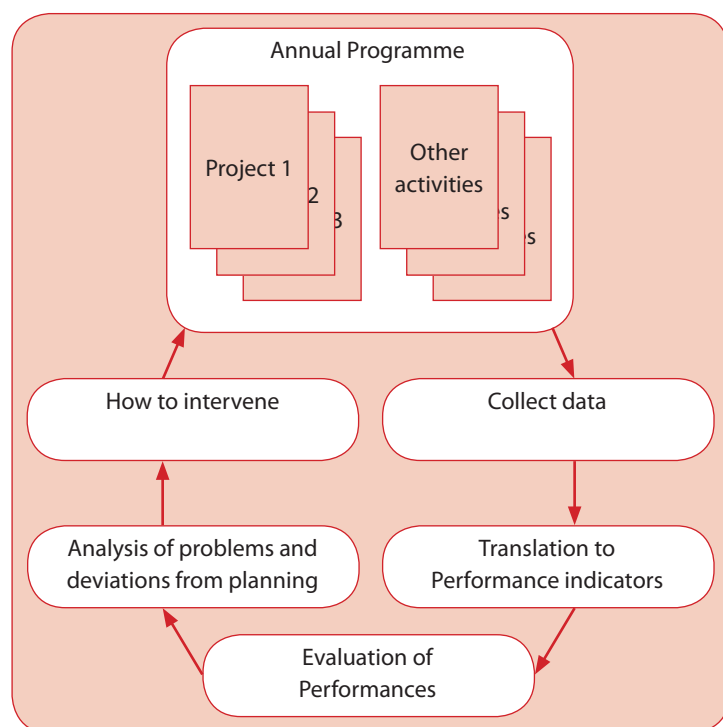 Annual Programme
Project 1
2
3
Other
activities
How to intervene
Collect data
Analysis of problems and
deviations from planning
Translation to
Performance indicators
Evaluation of
Performances